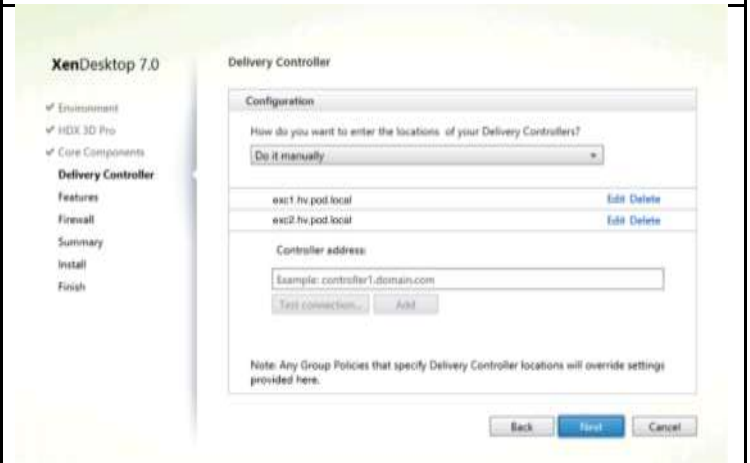 XenDesktop 7.0
Environment
HDX 3D Pro
Core Components
Delivery Controller
Features
Firewall
Summary
Install
Finish
Delivery Controller
Configuration
How do you want to enter the locations of your Delivery Controllers?
Do it manually
exc1.hv.pod.local Edit Delete
exc2.hv.pod.local Edit Delete
Controller address:
Example: controller1.domain.com
Test connection... Add
Note: Any Group Policies that specify Delivery Controller locations will override settings
provided here.
Back Next Cancel